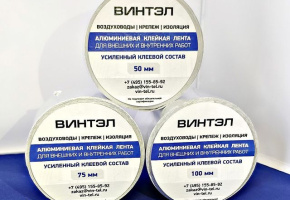 ВИНТЭЛ
ВОЗДУХОВОДЫ | КРЕПЕЖ | ИЗОЛЯЦИЯ
АЛЮМИНИЕВАЯ КЛЕЙКАЯ ЛЕНТА
ДЛЯ ВНЕШНИХ И ВНУТРЕННИХ РАБОТ
УСИЛЕННЫЙ КЛЕЕВОЙ СОСТАВ
50 мм
+7 (495) 155-05-92
zakaz@vin-tel.ru
vin-tel.ru
ВИНТЭЛ
ВОЗДУХОВОДЫ | КРЕПЕЖ | ИЗОЛЯЦИЯ
АЛЮМИНИЕВАЯ КЛЕЙКАЯ ЛЕНТА
ДЛЯ ВНЕШНИХ И ВНУТРЕННИХ РАБОТ
УСИЛЕННЫЙ КЛЕЕВОЙ СОСТАВ
75 мм
+7 (495) 155-05-92
zakaz@vin-tel.ru
vin-tel.ru
ВИНТЭЛ
ВОЗДУХОВОДЫ | КРЕПЕЖ | ИЗОЛЯЦИЯ
АЛЮМИНИЕВАЯ КЛЕЙКАЯ ЛЕНТА
ДЛЯ ВНЕШНИХ И ВНУТРЕННИХ РАБОТ
УСИЛЕННЫЙ КЛЕЕВОЙ СОСТАВ
100 мм
+7 (495) 155-05-92
zakaz@vin-tel.ru
vin-tel.ru